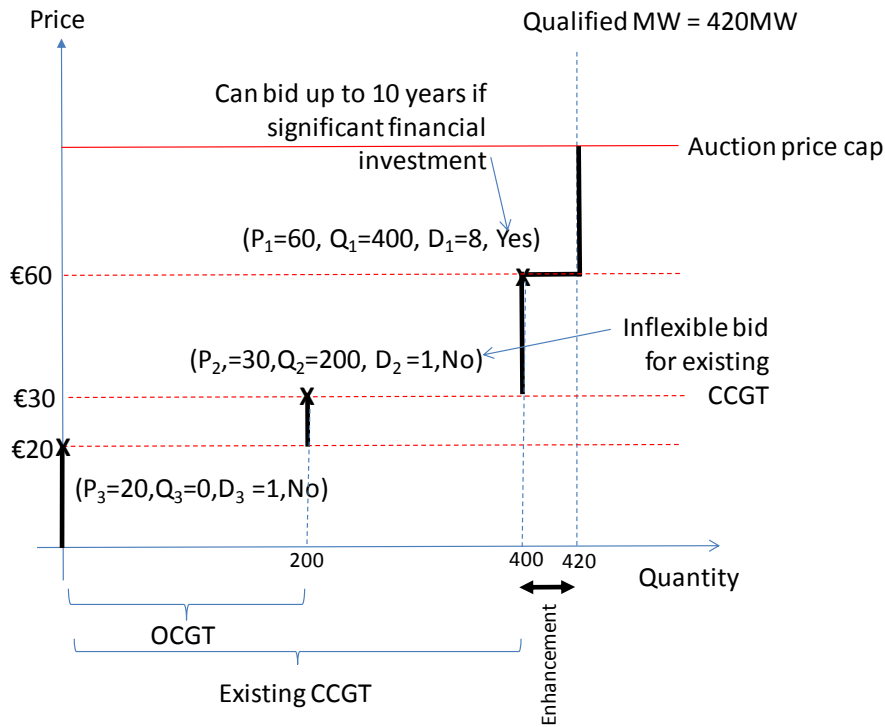 Price
Qualified MW = 420MW
Can bid up to 10 years if
significant financial
investment
Auction price cap
(P1=60, Q1=400, D1=8, Yes)
€60
Inflexible bid
for existing
CCGT
(P2,=30,Q2=200, D2 =1,No)
€30
€20
(P3=20,Q3=0,D3 =1,No)
200
400
420
Quantity
OCGT
Existing CCGT
Enhancement